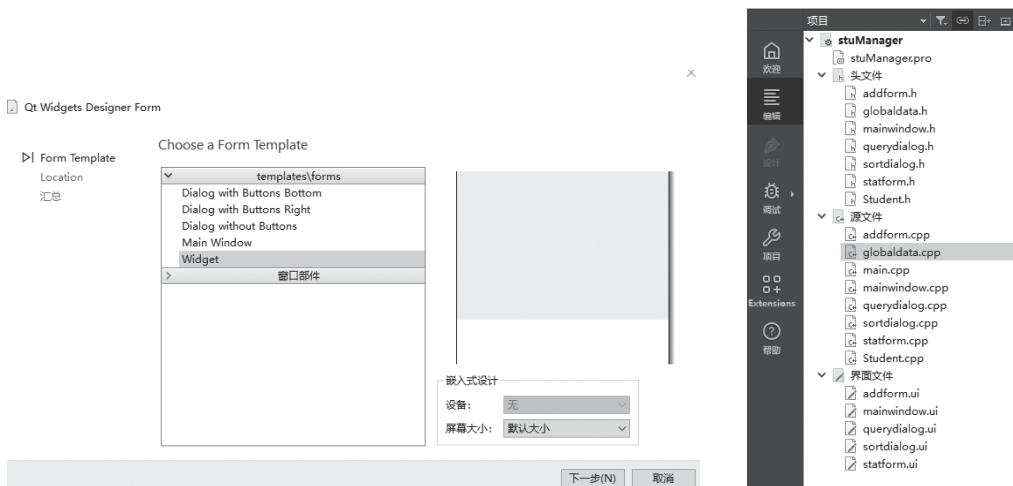 Qt Widgets Designer Form
Form Template
Location
汇总
Choose a Form Template
templates\forms
Dialog with Buttons Bottom
Dialog with Buttons Right
Dialog without Buttons
Main Window
Widget
窗口部件
嵌入式设计
设备:
无
屏幕大小:
默认大小
下一步(N)
取消
欢迎
编辑
设计
调试
项目
Extensions
帮助
项目
stuManager
stuManager.pro
头文件
addform.h
globaldata.h
mainwindow.h
querydialog.h
sortdialog.h
statform.h
Student.h
源文件
addform.cpp
globaldata.cpp
main.cpp
mainwindow.cpp
querydialog.cpp
sortdialog.cpp
statform.cpp
Student.cpp
界面文件
addform.ui
mainwindow.ui
querydialog.ui
sortdialog.ui
statform.ui